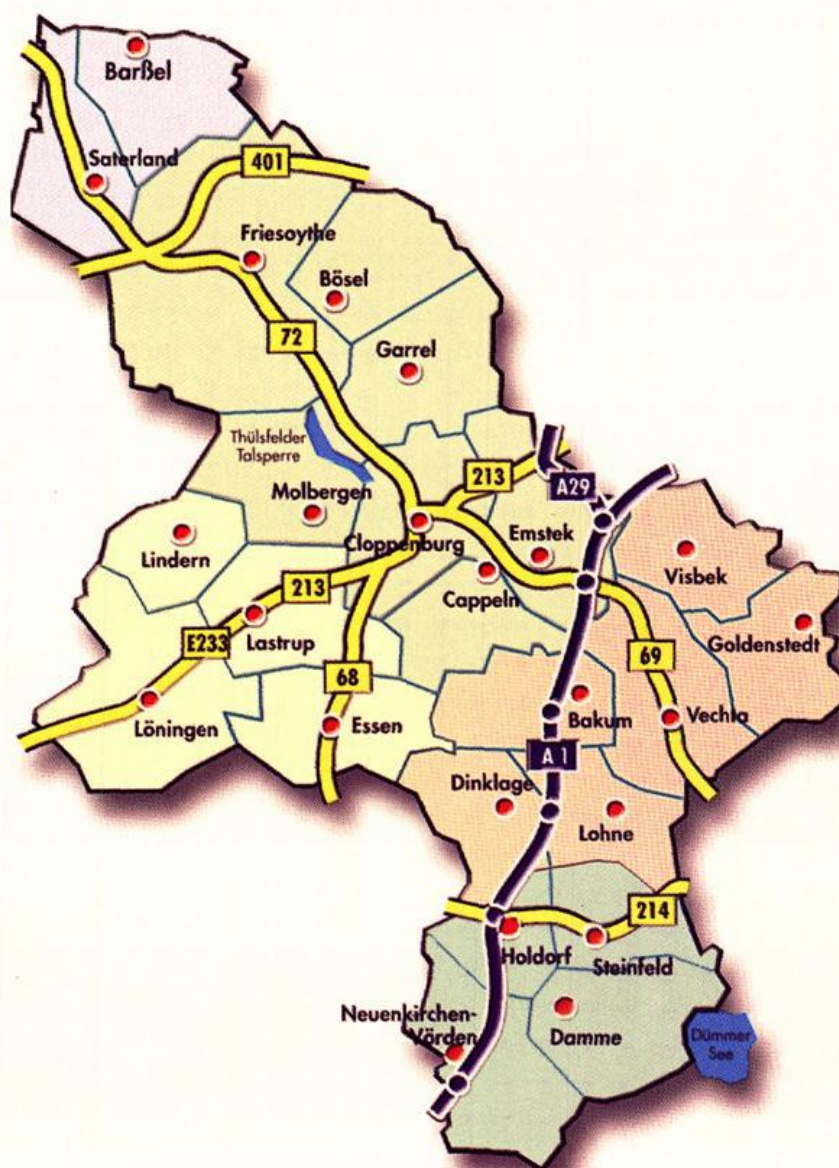 Barßel
Saterland
401
Friesoythe
Bösel
72
Garrel
Thülsfelder
Talsperre
213
A29
Molbergen
Cloppenburg
Emstek
Lindern
Visbek
213
Cappeln
Goldenstedt
Lastrup
E233
69
68
Löningen
Essen
Bakum
Vechta
A 1
Dinklage
Lohne
214
Holdorf
Steinfeld
Neuenkirchen-
Vörden
Damme
Dümmer
See